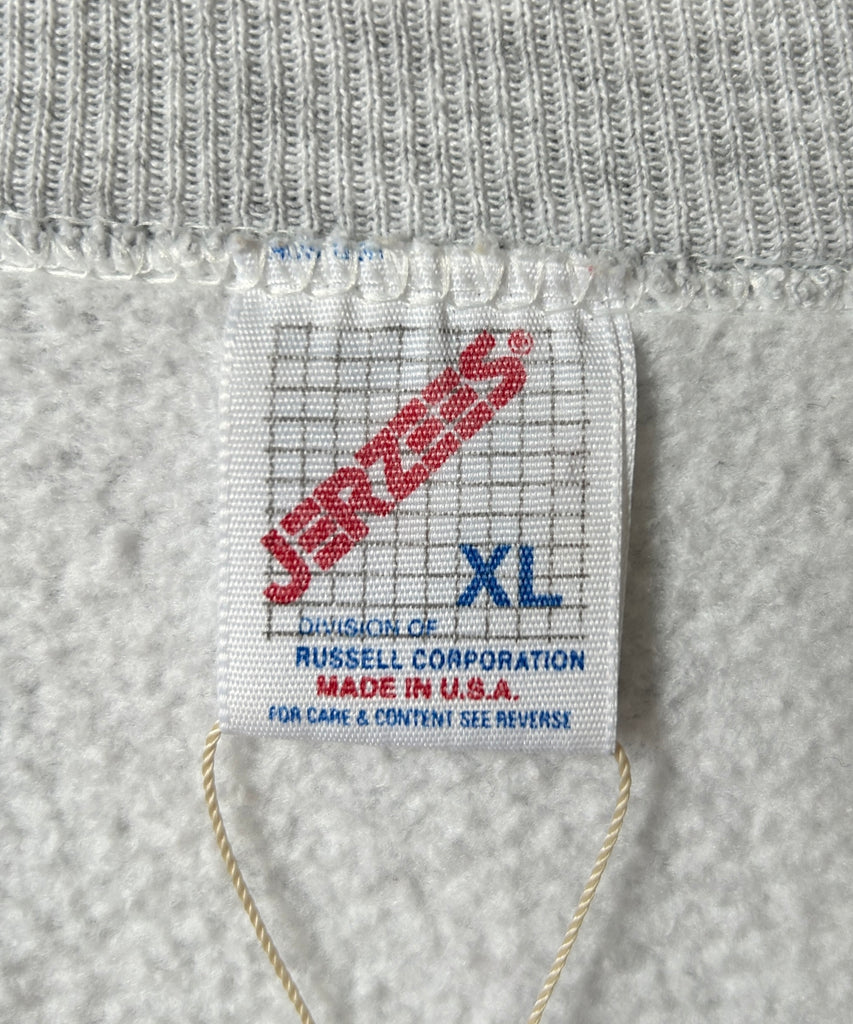 JERZEES®
XL
DIVISION OF
RUSSELL CORPORATION
MADE IN U.S.A.
FOR CARE & CONTENT SEE REVERSE